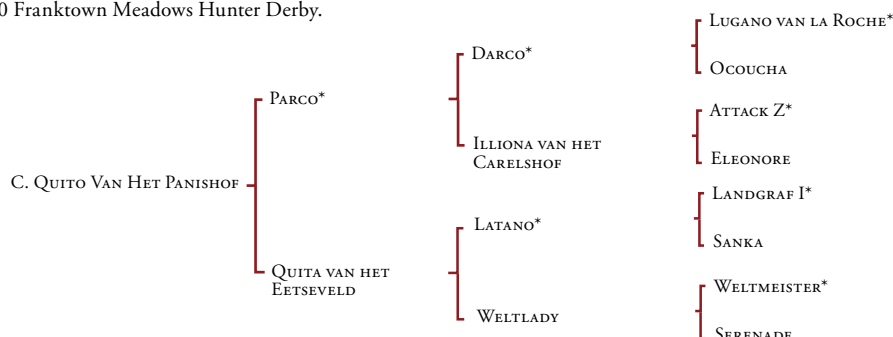 0 Franktown Meadows Hunter Derby.
Lugano van la Roche*
Darco*
Ocoucha
Parco*
Attack Z*
Illiona van het
Carelshof
Eleonore
C. Quito Van Het Panishof
Landgraf I*
Latano*
Sanka
Quita van het
Eetseveld
Weltmeister*
Weltlady
Serenade